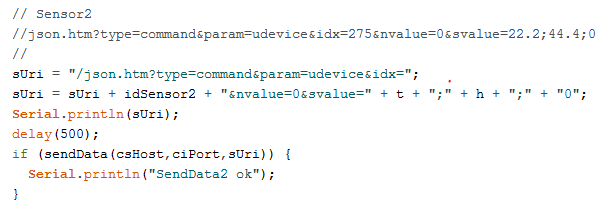 // Sensor2
//json.htm?type=command&param=udevice&idx=275&nvalue=0&svalue=22.2;44.4;0
//
sUri = "/json.htm?type=command&param=udevice&idx=";
sUri = sUri + idSensor2 + "&nvalue=0&svalue=" + t + ";" + h + ";" + "0";
Serial.println(sUri);
delay(500);
if (sendData(csHost,ciPort,sUri)) {
  Serial.println("SendData2 ok");
}